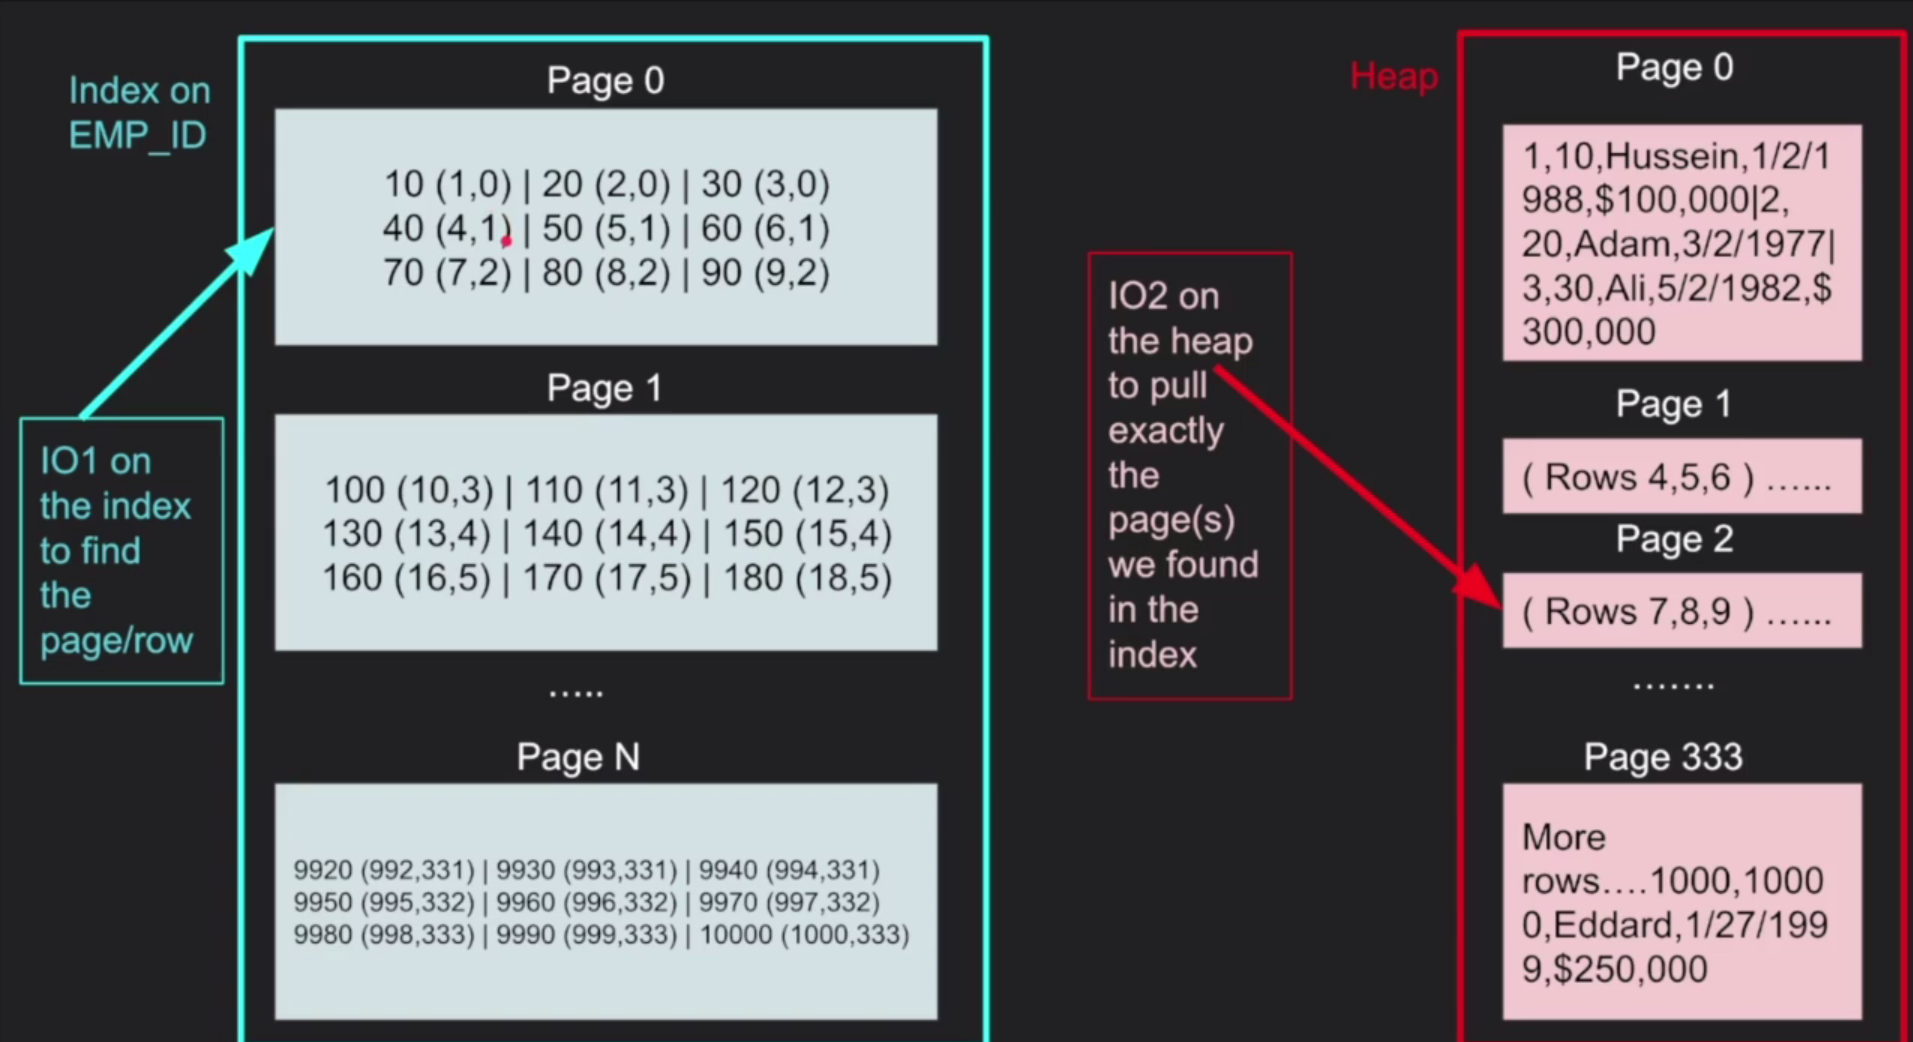 Index on
EMP_ID
Page 0
10 (1,0) | 20 (2,0) | 30 (3,0)
40 (4,1) | 50 (5,1) | 60 (6,1)
70 (7,2) | 80 (8,2) | 90 (9,2)
IO1 on
the index
to find
the
page/row
Page 1
100 (10,3) | 110 (11,3) | 120 (12,3)
130 (13,4) | 140 (14,4) | 150 (15,4)
160 (16,5) | 170 (17,5) | 180 (18,5)
.....
Page N
9920 (992,331) | 9930 (993,331) | 9940 (994,331)
9950 (995,332) | 9960 (996,332) | 9970 (997,332)
9980 (998,333) | 9990 (999,333) | 10000 (1000,333)
IO2 on
the heap
to pull
exactly
the
page(s)
we found
in the
index
Heap
Page 0
1,10,Hussein,1/2/1
988,$100,000|2,
20,Adam,3/2/1977|
3,30,Ali,5/2/1982,$
300,000
Page 1
( Rows 4,5,6 ) ......
Page 2
( Rows 7,8,9 ) ......
.......
Page 333
More
rows....1000,1000
0,Eddard,1/27/199
9,$250,000